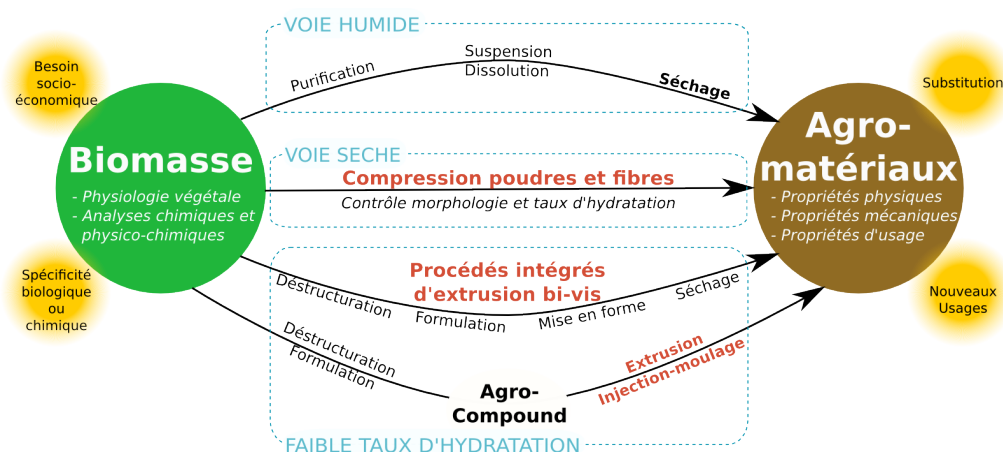 VOIE HUMIDE
Purification
Suspension
Dissolution
Séchage
Besoin
socio-
économique
Biomasse
- Physiologie végétale
- Analyses chimiques et
physico-chimiques
Spécificité
biologique
ou
chimique
VOIE SECHE
Compression poudres et fibres
Contrôle morphologie et taux d'hydratation
Agro-
matériaux
- Propriétés physiques
- Propriétés mécaniques
- Propriétés d'usage
Substitution
Nouveaux
Usages
Procédés intégrés
d'extrusion bi-vis
Déstructuration
Formulation
Mise en forme
Séchage
Déstructuration
Formulation
Agro-
Compound
Extrusion
Injection-moulage
FAIBLE TAUX D'HYDRATATION